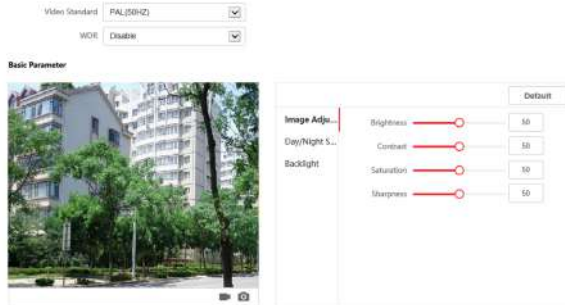 Video Standard PAL(50HZ)
WDR Disable
Basic Parameter
Default
Image Adju...
Brightness 50
Day/Night S...
Contrast 50
Backlight
Saturation 50
Sharpness 50